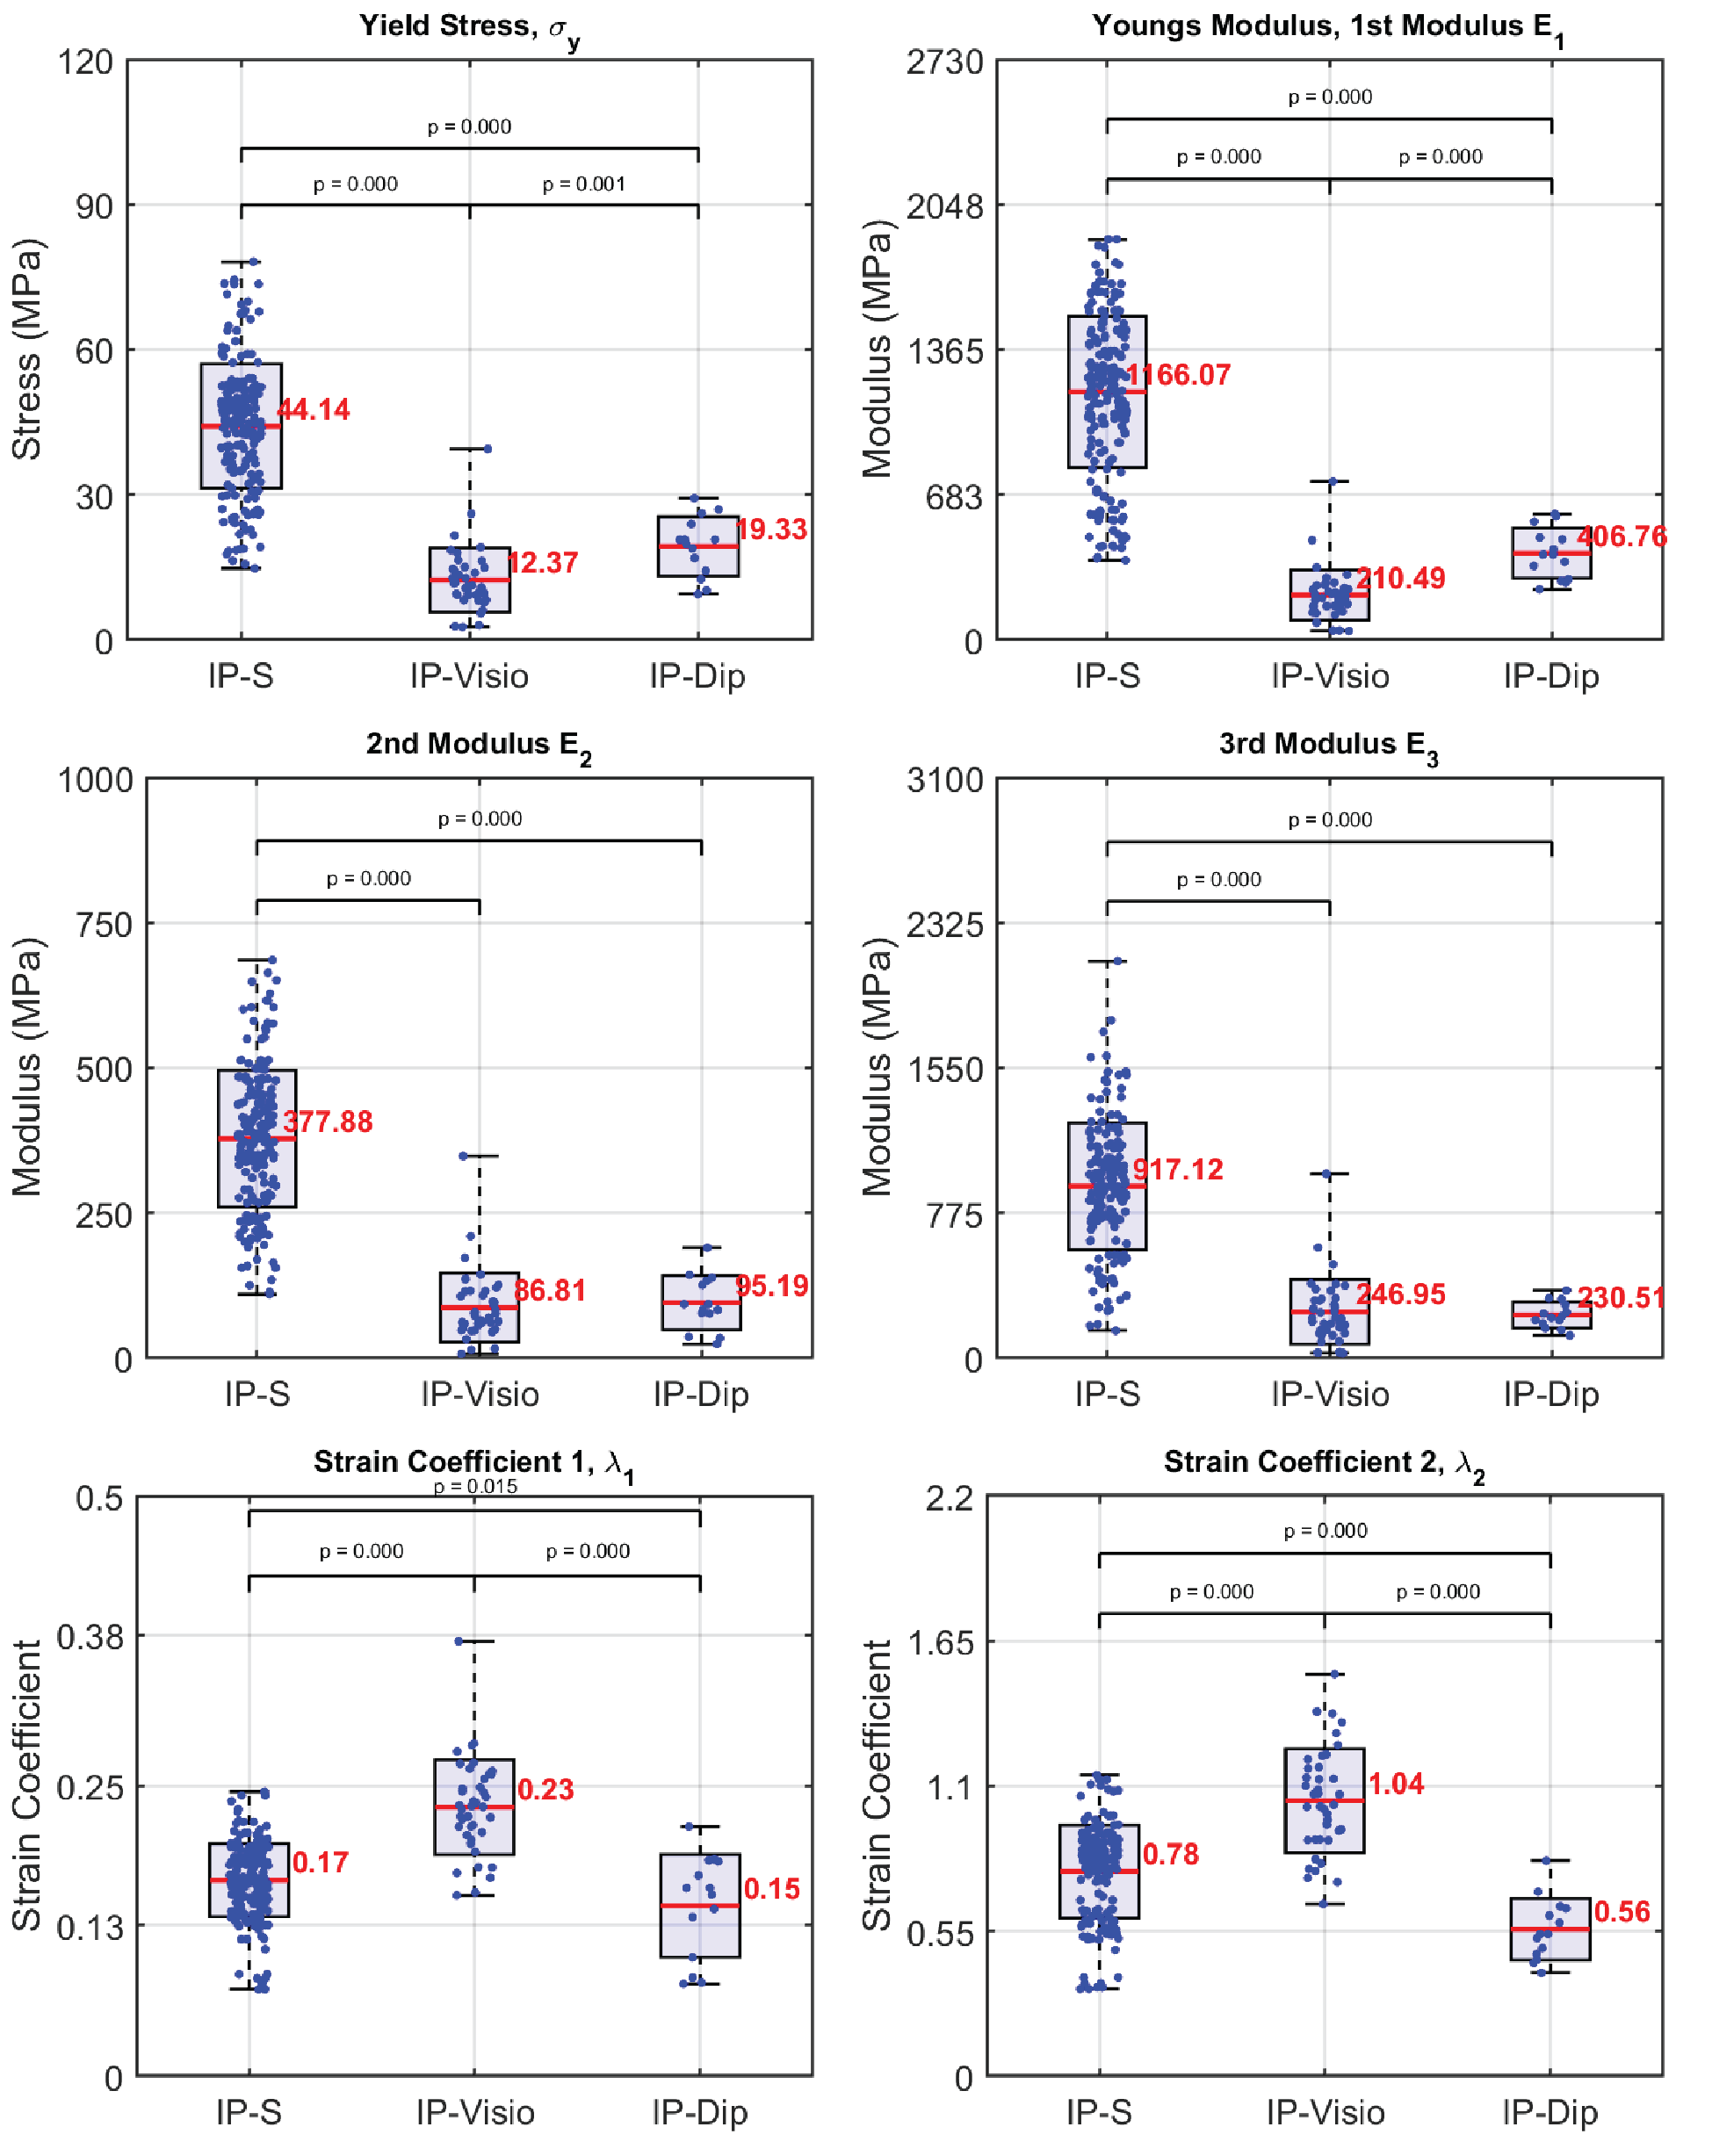 Yield Stress, σy
120
90
60
30
0
Stress (MPa)
p = 0.000
p = 0.000
p = 0.001
44.14
12.37
19.33
IP-S
IP-Visio
IP-Dip
Youngs Modulus, 1st Modulus E1
2730
2048
1365
683
0
Modulus (MPa)
p = 0.000
p = 0.000
p = 0.000
1166.07
210.49
406.76
IP-S
IP-Visio
IP-Dip
2nd Modulus E2
1000
750
500
250
0
Modulus (MPa)
p = 0.000
p = 0.000
377.88
86.81
95.19
IP-S
IP-Visio
IP-Dip
3rd Modulus E3
3100
2325
1550
775
0
Modulus (MPa)
p = 0.000
p = 0.000
917.12
246.95
230.51
IP-S
IP-Visio
IP-Dip
Strain Coefficient 1, λ1
0.5
0.38
0.25
0.13
0
Strain Coefficient
p = 0.015
p = 0.000
p = 0.000
0.17
0.23
0.15
IP-S
IP-Visio
IP-Dip
Strain Coefficient 2, λ2
2.2
1.65
1.1
0.55
0
Strain Coefficient
p = 0.000
p = 0.000
p = 0.000
0.78
1.04
0.56
IP-S
IP-Visio
IP-Dip